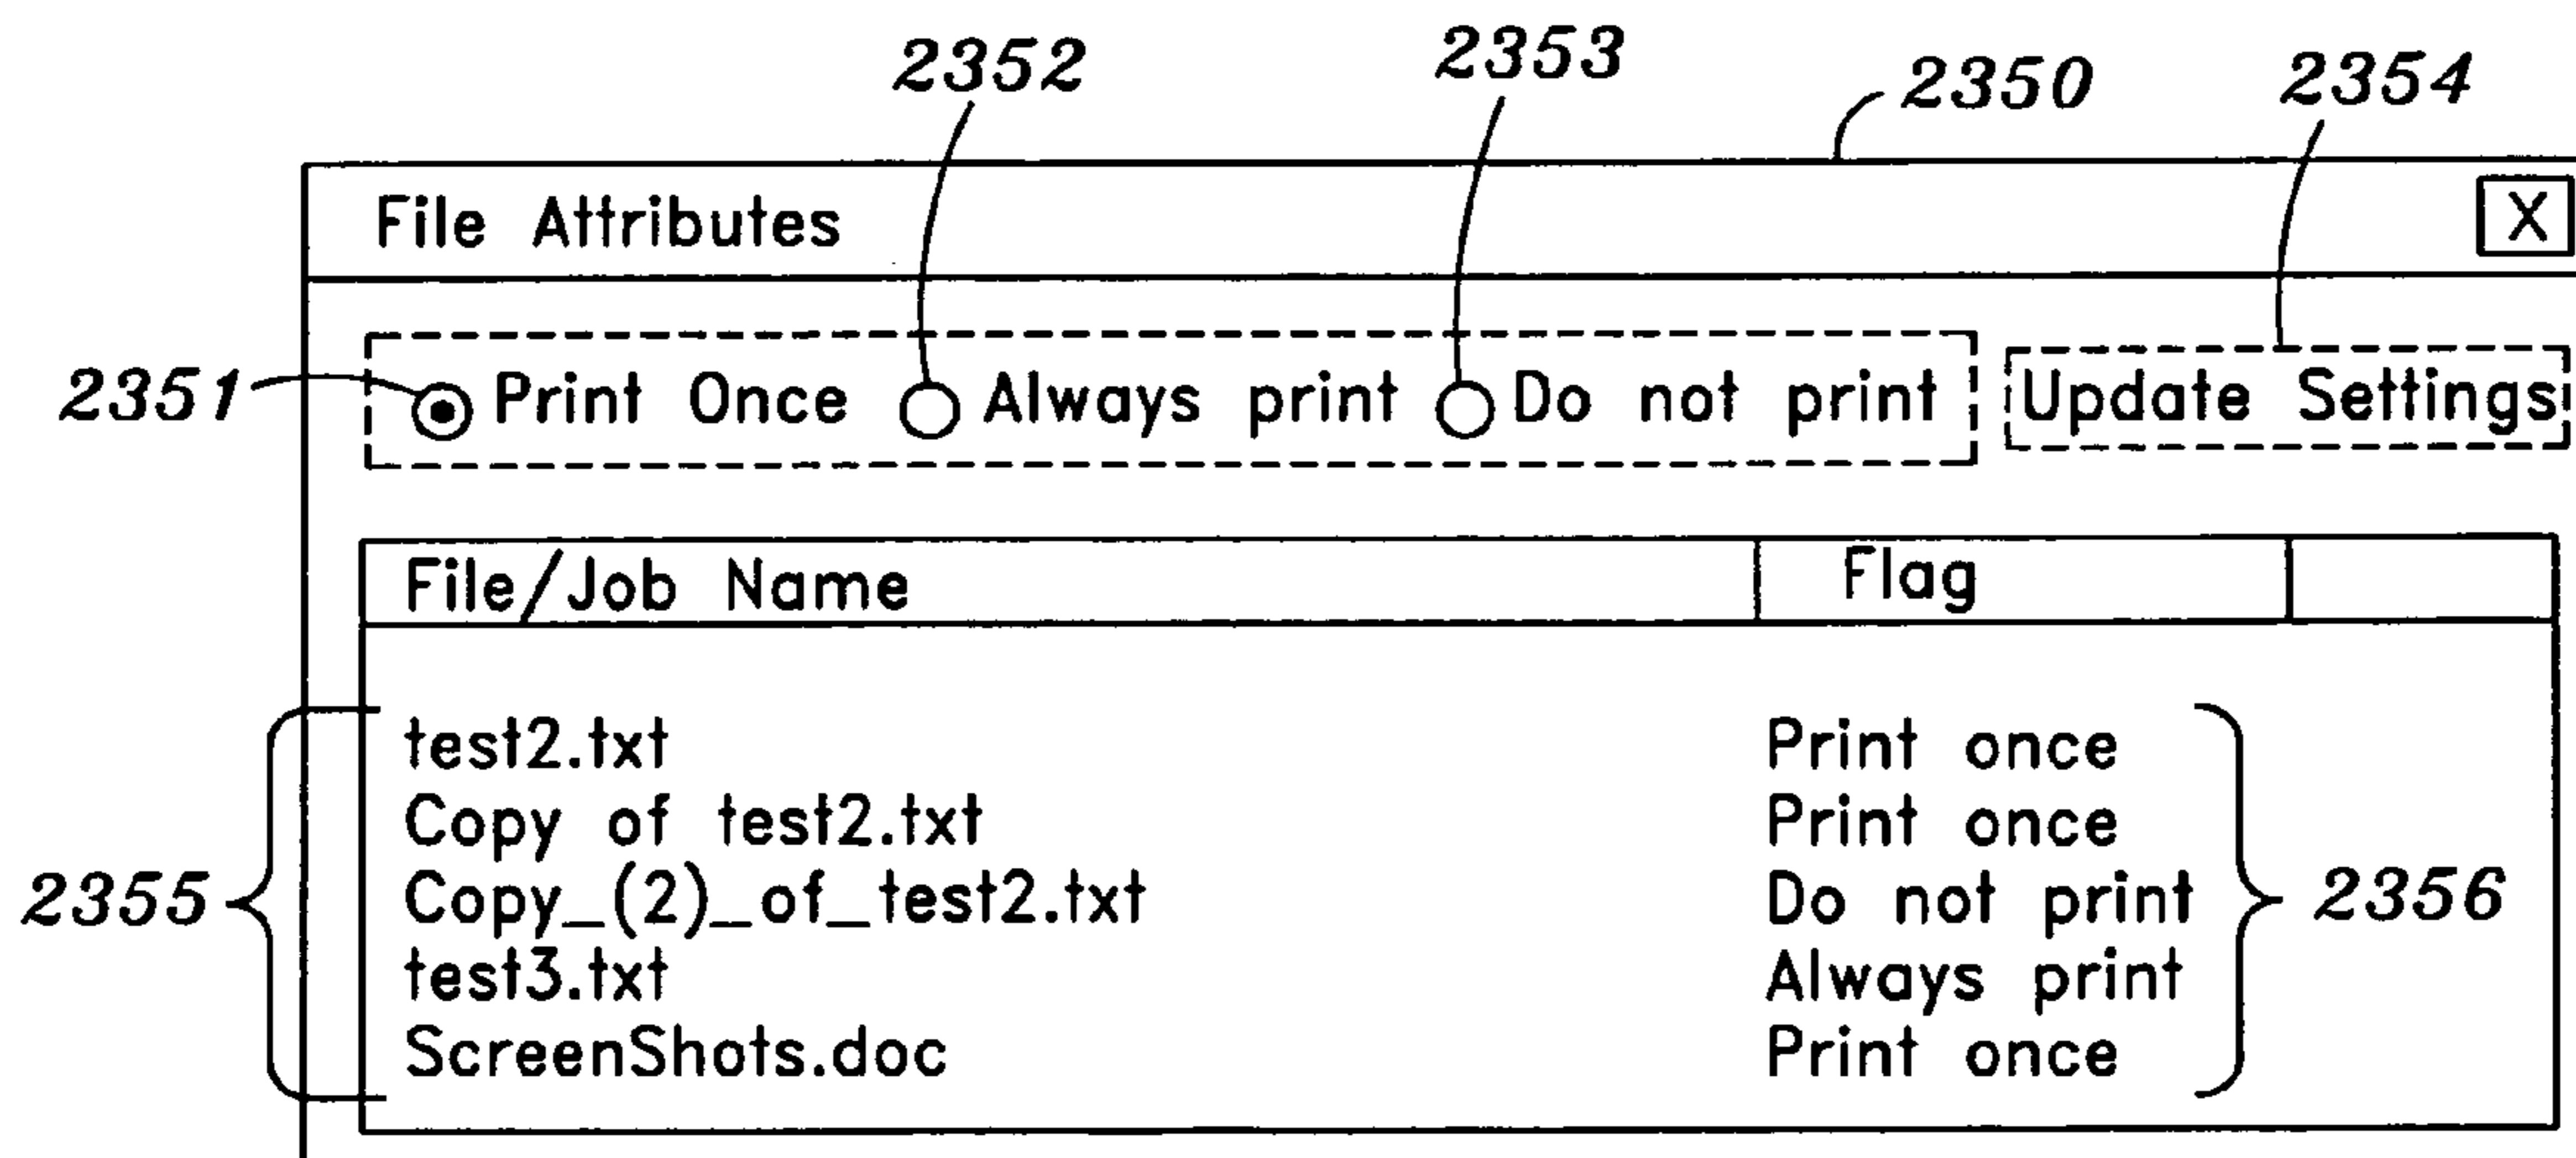 2352 2353 2350 2354
File Attributes X
2351 Print Once Always print Do not print Update Settings
File/Job Name Flag
test2.txt Print once
Copy of test2.txt Print once
2355 Copy_(2)_of_test2.txt Do not print 2356
test3.txt Always print
ScreenShots.doc Print once